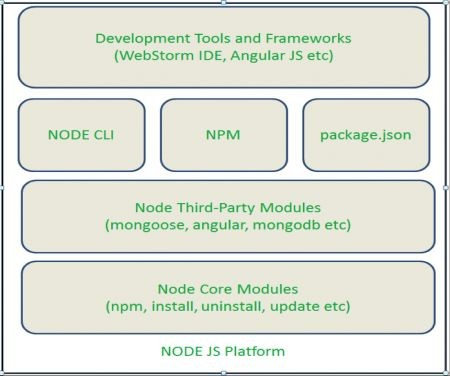 Development Tools and Frameworks
(WebStorm IDE, Angular JS etc)
NODE CLI
NPM
package.json
Node Third-Party Modules
(mongoose, angular, mongodb etc)
Node Core Modules
(npm, install, uninstall, update etc)
NODE JS Platform